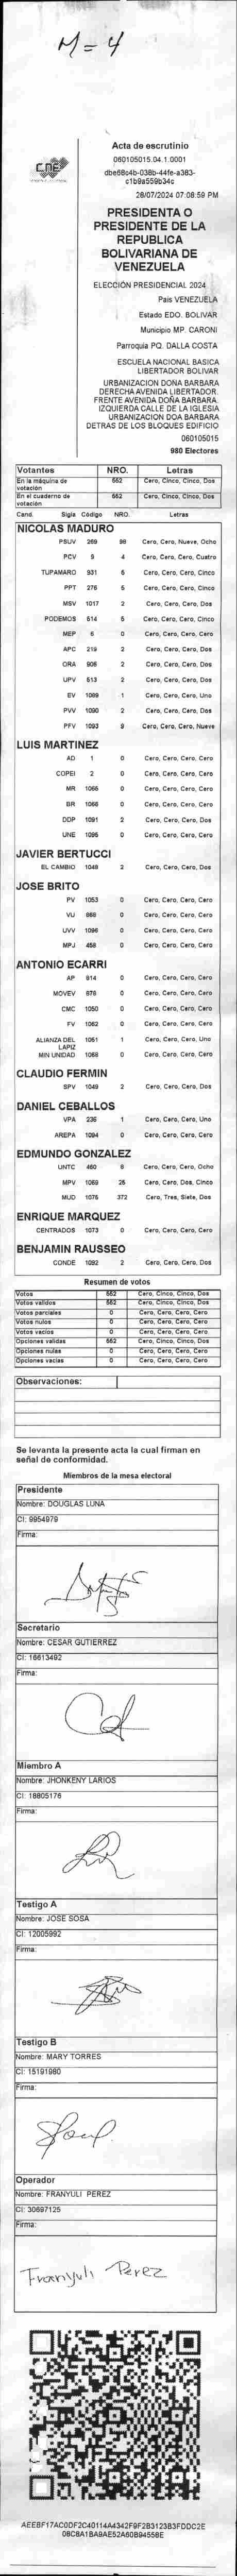 M = 4
CNE
Acta de escrutinio
080105015.04.1.0001
28/07/2024 07:08:59 PM
PRESIDENTA O
PRESIDENTE DE LA
REPUBLICA
BOLIVARIANA DE
VENEZUELA
ELECCIÓN PRESIDENCIAL 2024
País VENEZUELA
Estado EDO. BOLIVAR
Municipio MP. CARONI
Parroquia PQ. DALLA COSTA
ESCUELA NACIONAL BASICA
LIBERTADOR BOLIVAR
URBANIZACION DOÑA BARBARA
DERECHA AVENIDA LIBERTADOR.
FRENTE AVENIDA DOÑA BARBARA.
IZQUIERDA CALLE DE LA IGLESIA
URBANIZACION DOA BARBARA
DETRAS DE LOS BLOQUES EDIFICIO
060105015
980 Electores
Votantes NRO. Letras
En la máquina de votación 552 Cero, Cinco, Cinco, Dos
En el cuaderno de votación 552 Cero, Cinco, Cinco, Dos
Cand. Sigla Código NRO. Letras
NICOLAS MADURO
PSUV 269 98 Cero, Cero, Nueve, Ocho
PCV 9 4 Cero, Cero, Cero, Cuatro
TUPAMARO 931 5 Cero, Cero, Cero, Cinco
PPT 276 5 Cero, Cero, Cero, Cinco
MSV 1017 2 Cero, Cero, Cero, Dos
PODEMOS 514 5 Cero, Cero, Cero, Cinco
MEP 6 0 Cero, Cero, Cero, Cero
APC 219 2 Cero, Cero, Cero, Dos
ORA 908 2 Cero, Cero, Cero, Dos
UPV 513 2 Cero, Cero, Cero, Dos
EV 1089 1 Cero, Cero, Cero, Uno
PVV 1090 2 Cero, Cero, Cero, Dos
PFV 1093 9 Cero, Cero, Cero, Nueve
LUIS MARTINEZ
AD 1 0 Cero, Cero, Cero, Cero
COPEI 2 0 Cero, Cero, Cero, Cero
MR 1065 0 Cero, Cero, Cero, Cero
BR 1066 0 Cero, Cero, Cero, Cero
DDP 1091 2 Cero, Cero, Cero, Dos
UNE 1095 0 Cero, Cero, Cero, Cero
JAVIER BERTUCCI
EL CAMBIO 1048 2 Cero, Cero, Cero, Dos
JOSE BRITO
PV 1053 0 Cero, Cero, Cero, Cero
VU 868 0 Cero, Cero, Cero, Cero
UVV 1096 0 Cero, Cero, Cero, Cero
MPJ 458 0 Cero, Cero, Cero, Cero
ANTONIO ECARRI
AP 914 0 Cero, Cero, Cero, Cero
MOVEV 978 0 Cero, Cero, Cero, Cero
CMC 1050 0 Cero, Cero, Cero, Cero
FV 1062 0 Cero, Cero, Cero, Cero
ALIANZA DEL LAPIZ 1051 1 Cero, Cero, Cero, Uno
MIN UNIDAD 1068 0 Cero, Cero, Cero, Cero
CLAUDIO FERMIN
SPV 1049 2 Cero, Cero, Cero, Dos
DANIEL CEBALLOS
VPA 236 1 Cero, Cero, Cero, Uno
AREPA 1094 0 Cero, Cero, Cero, Cero
EDMUNDO GONZALEZ
UNTC 460 8 Cero, Cero, Cero, Ocho
MPV 1069 25 Cero, Cero, Dos, Cinco
MUD 1075 372 Cero, Tres, Siete, Dos
ENRIQUE MARQUEZ
CENTRADOS 1073 0 Cero, Cero, Cero, Cero
BENJAMIN RAUSSEO
CONDE 1092 2 Cero, Cero, Cero, Dos
Resumen de votos
Votos 552 Cero, Cinco, Cinco, Dos
Votos validos 552 Cero, Cinco, Cinco, Dos
Votos parciales 0 Cero, Cero, Cero, Cero
Votos nulos 0 Cero, Cero, Cero, Cero
Votos vacíos 0 Cero, Cero, Cero, Cero
Opciones validas 552 Cero, Cinco, Cinco, Dos
Opciones nulas 0 Cero, Cero, Cero, Cero
Opciones vacías 0 Cero, Cero, Cero, Cero
Observaciones:
Se levanta la presente acta la cual firman en
señal de conformidad.
Miembros de la mesa electoral
Presidente
Nombre: DOUGLAS LUNA
CI: 9954979
Firma:
Secretario
Nombre: CESAR GUTIERREZ
CI: 16613492
Firma:
Miembro A
Nombre: JHONKENY LARIOS
CI: 18805176
Firma:
Testigo A
Nombre: JOSE SOSA
CI: 12005992
Firma:
Testigo B
Nombre: MARY TORRES
CI: 15191980
Firma:
Operador
Nombre: FRANYULI PEREZ
CI: 30697125
Firma:
Franyuli Perez